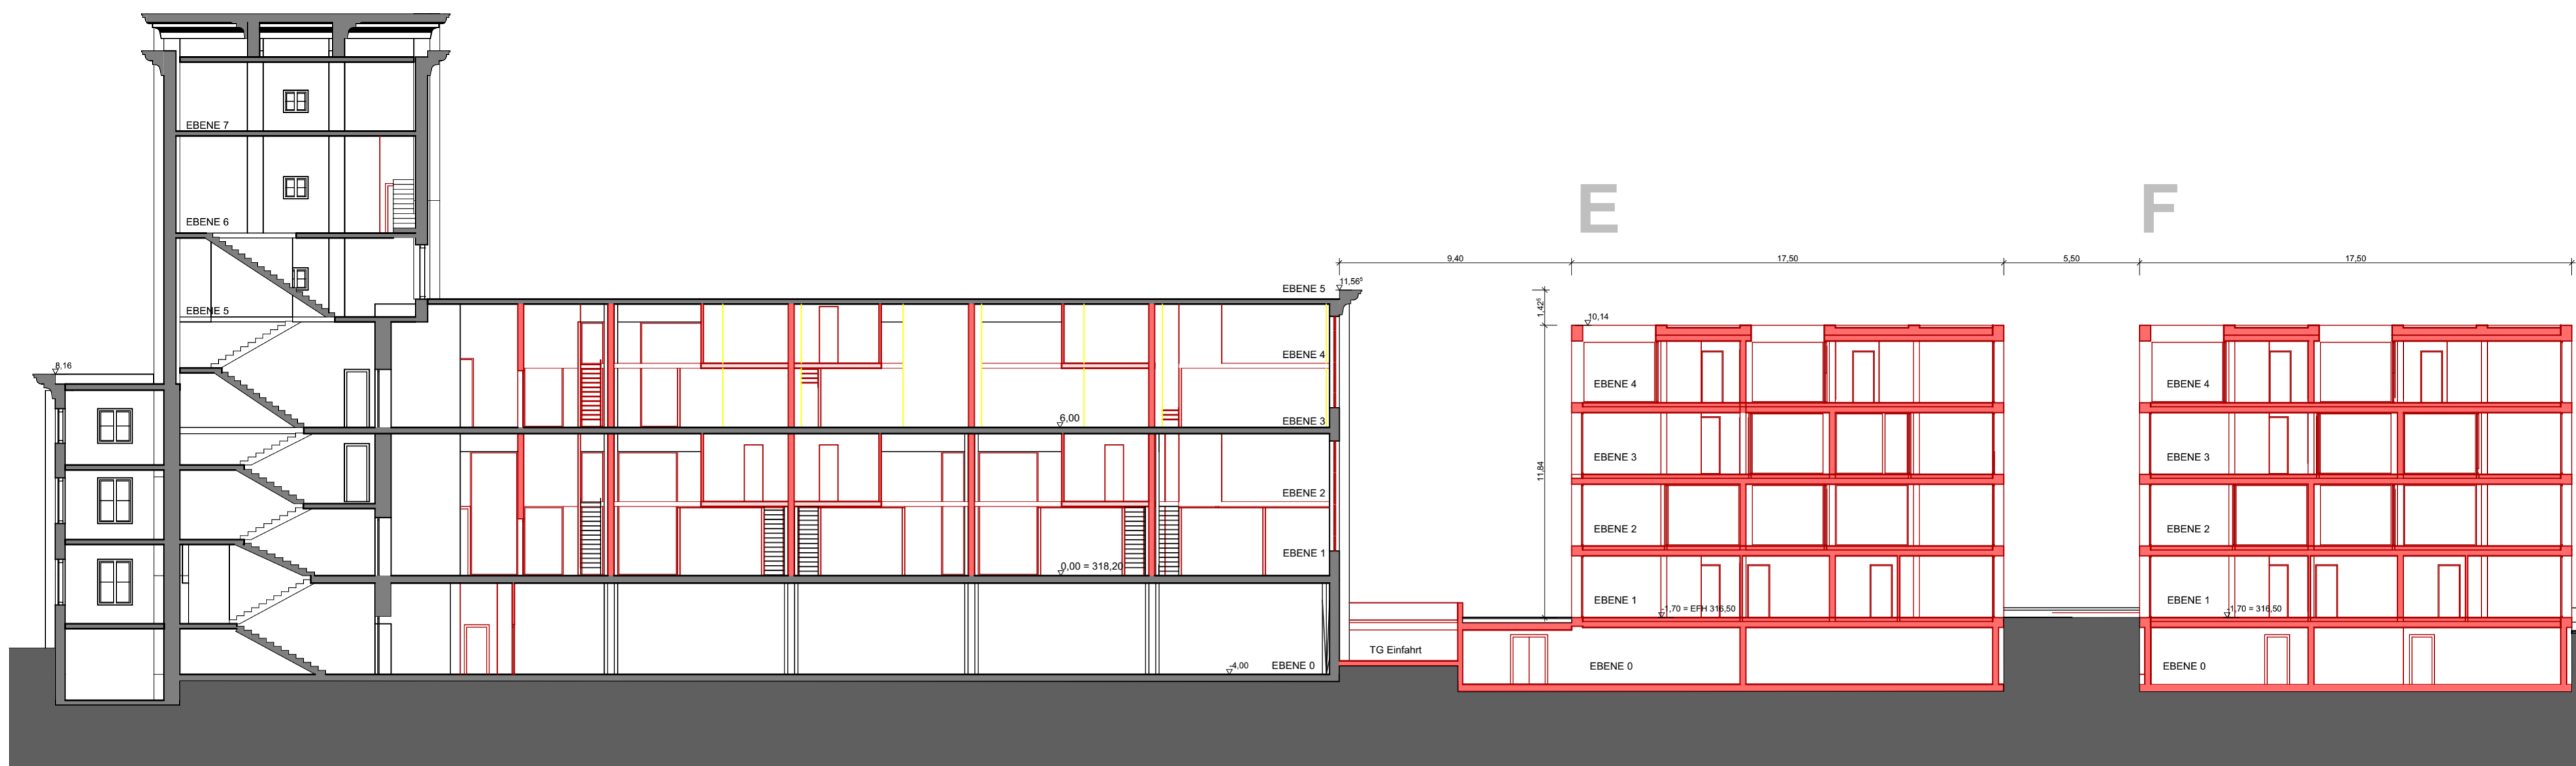 E
F
9,40
17,50
5,50
17,50
EBENE 7
EBENE 6
EBENE 5
8,16
EBENE 5
11,56⁵
EBENE 4
6,00
EBENE 3
EBENE 2
EBENE 1
0,00 = 318,20
-4,00
EBENE 0
TG Einfahrt
1,42⁵
11,84
10,14
EBENE 4
EBENE 3
EBENE 2
EBENE 1
-1,70 = EFH 316,50
EBENE 0
EBENE 4
EBENE 3
EBENE 2
EBENE 1
-1,70 = 316,50
EBENE 0